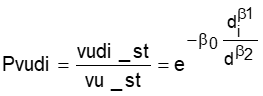 Pvudi = vudi _st / vu _st = e^(-β0 di^β1 / d^β2)